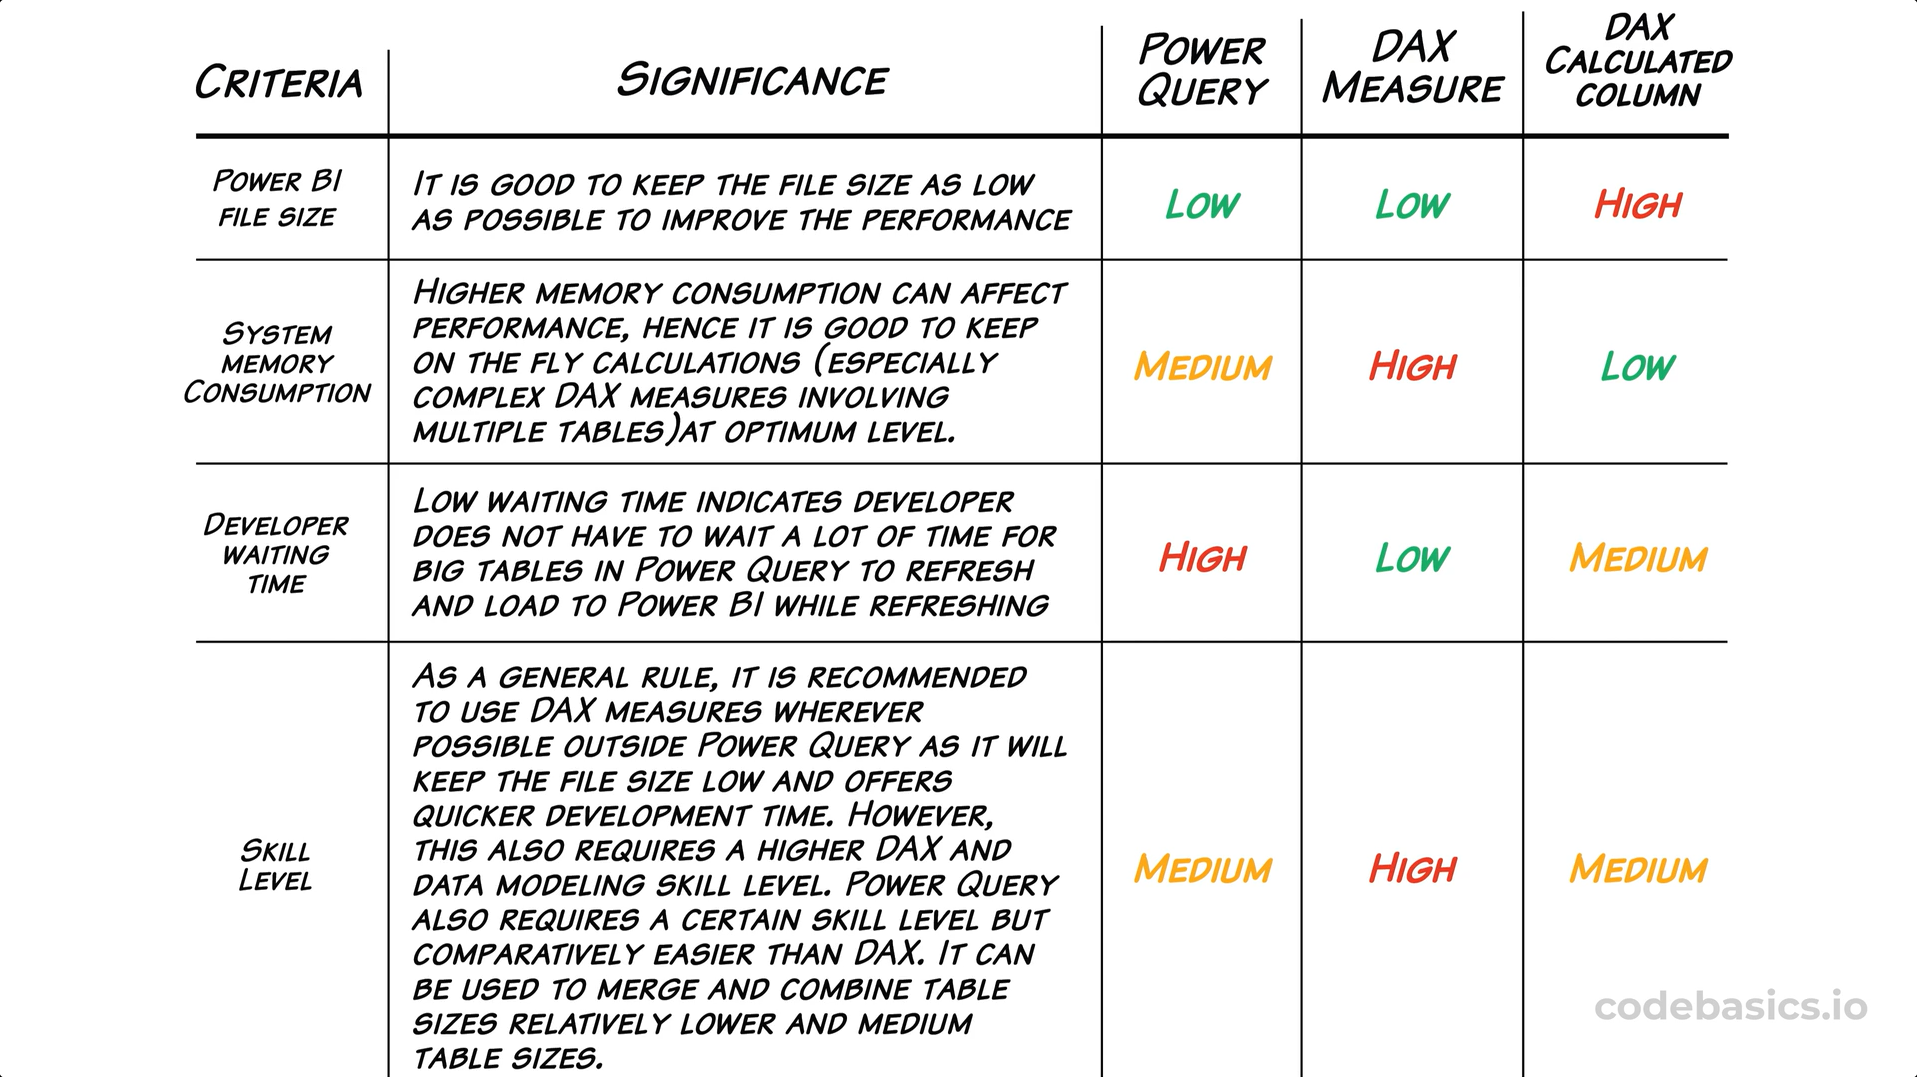 Criteria
Significance
Power
Query
DAX
Measure
DAX
Calculated
column
Power BI
file size
It is good to keep the file size as low
as possible to improve the performance
Low
Low
High
System
memory
Consumption
Higher memory consumption can affect
performance, hence it is good to keep
on the fly calculations (especially
complex DAX measures involving
multiple tables)at optimum level.
Medium
High
Low
Developer
waiting
time
Low waiting time indicates developer
does not have to wait a lot of time for
big tables in Power Query to refresh
and load to Power BI while refreshing
High
Low
Medium
Skill
Level
As a general rule, it is recommended
to use DAX measures wherever
possible outside Power Query as it will
keep the file size low and offers
quicker development time. However,
this also requires a higher DAX and
data modeling skill level. Power Query
also requires a certain skill level but
comparatively easier than DAX. It can
be used to merge and combine table
sizes relatively lower and medium
table sizes.
Medium
High
Medium
codebasics.io